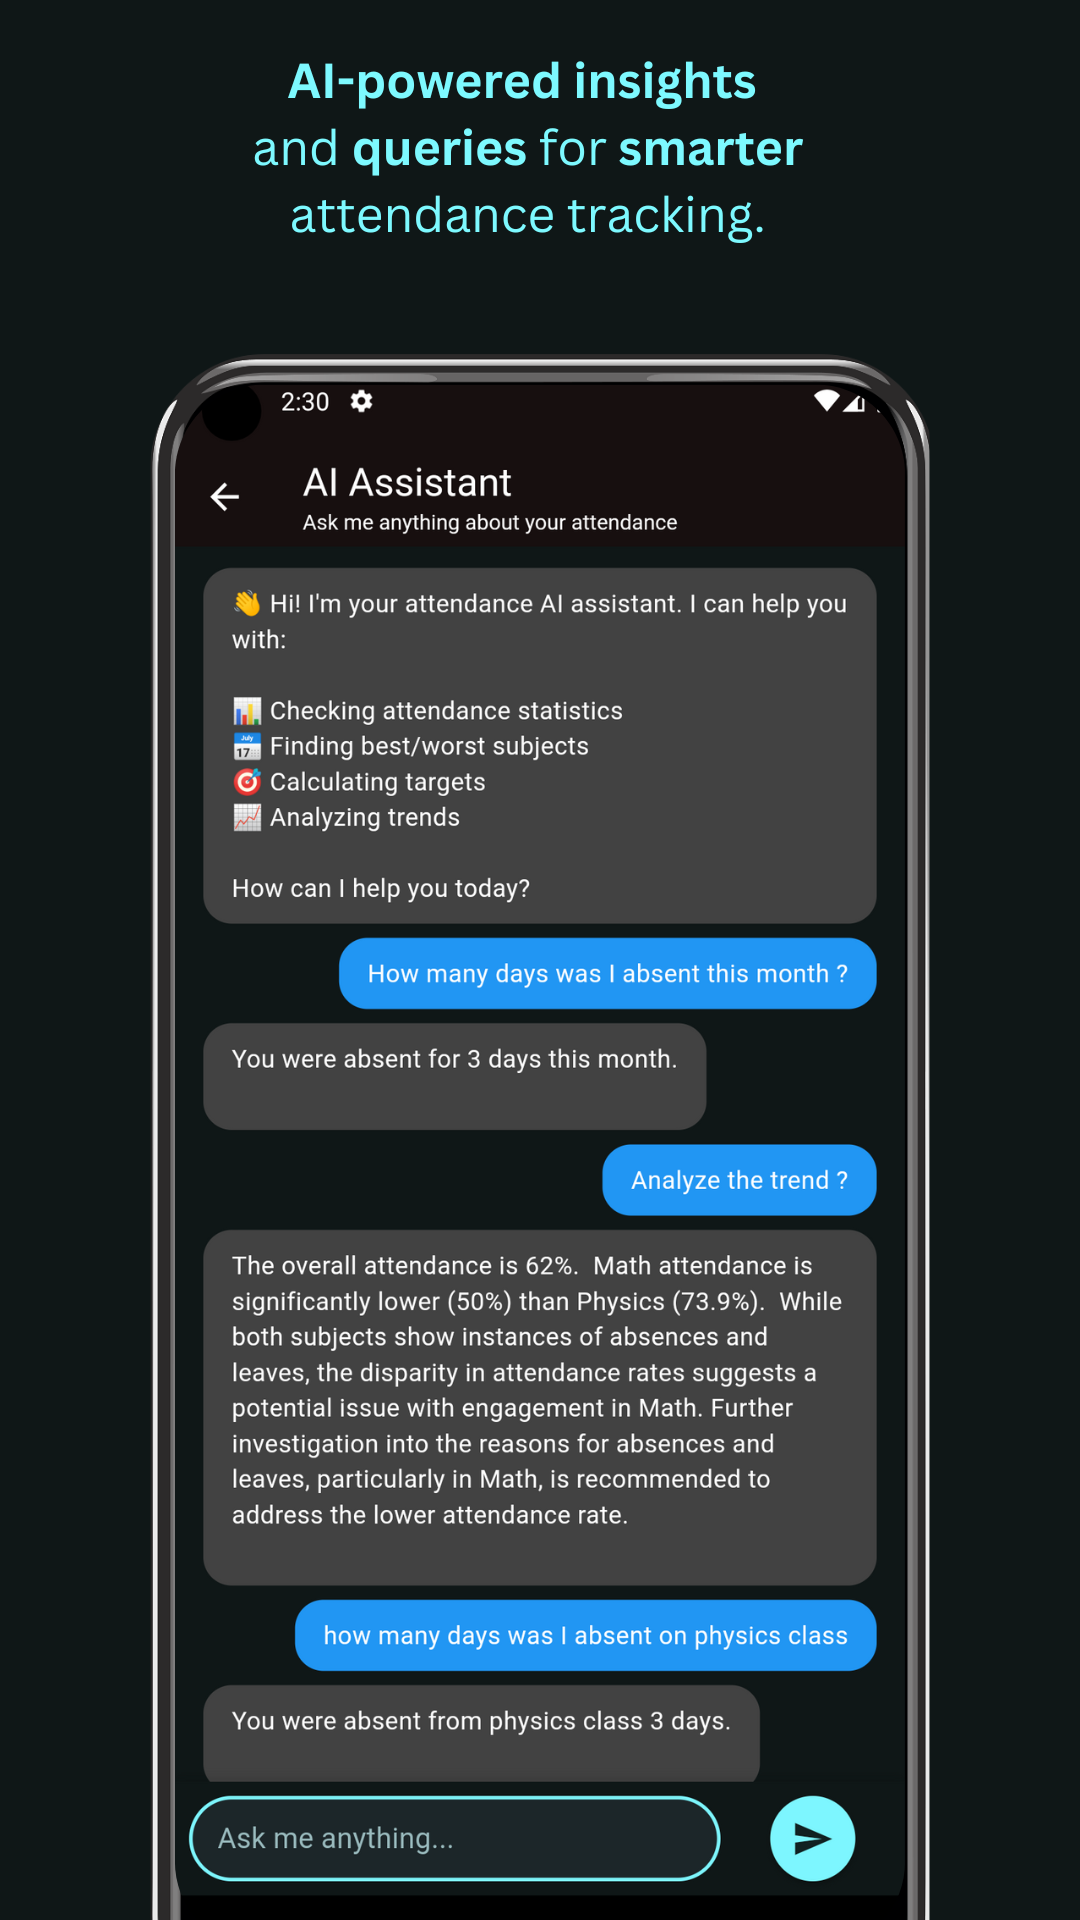 AI-powered insights
and queries for smarter
attendance tracking.
2:30
AI Assistant
Ask me anything about your attendance
👋 Hi! I'm your attendance AI assistant. I can help you
with:
📊 Checking attendance statistics
📅 Finding best/worst subjects
🎯 Calculating targets
📈 Analyzing trends
How can I help you today?
How many days was I absent this month ?
You were absent for 3 days this month.
Analyze the trend ?
The overall attendance is 62%.  Math attendance is
significantly lower (50%) than Physics (73.9%).  While
both subjects show instances of absences and
leaves, the disparity in attendance rates suggests a
potential issue with engagement in Math. Further
investigation into the reasons for absences and
leaves, particularly in Math, is recommended to
address the lower attendance rate.
how many days was I absent on physics class
You were absent from physics class 3 days.
Ask me anything...